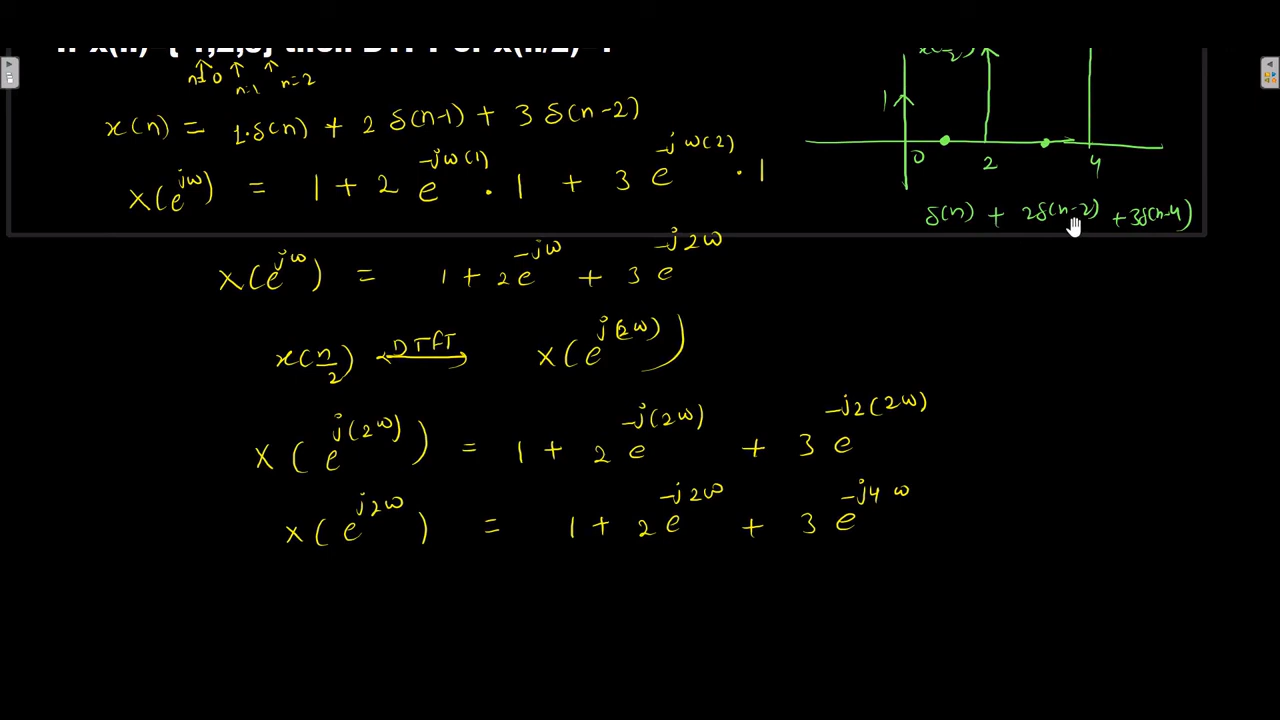 n=0 n=1 n=2
x(n) = 1·δ(n) + 2 δ(n-1) + 3 δ(n-2)
X(e^{jω}) = 1 + 2 e^{-jω(1)} · 1 + 3 e^{-jω(2)} · 1
X(e^{jω}) = 1 + 2e^{-jω} + 3 e^{-j2ω}
x(n/2) DTFT X(e^{j(2ω)})
X(e^{j(2ω)}) = 1 + 2 e^{-j(2ω)} + 3 e^{-j2(2ω)}
X(e^{j2ω}) = 1 + 2 e^{-j2ω} + 3 e^{-j4ω}
1
0 2 4
δ(n) + 2δ(n-2) + 3δ(n-4)